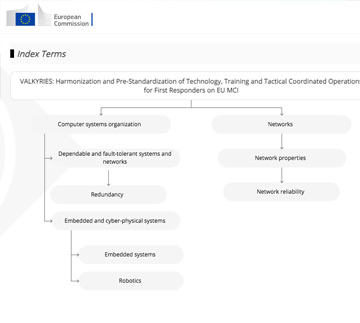 European
Commission
Index Terms
VALKYRIES: Harmonization and Pre-Standardization of Technology, Training and Tactical Coordinated Operations
for First Responders on EU MCI
Computer systems organization
Networks
Dependable and fault-tolerant systems and
networks
Network properties
Redundancy
Network reliability
Embedded and cyber-physical systems
Embedded systems
Robotics